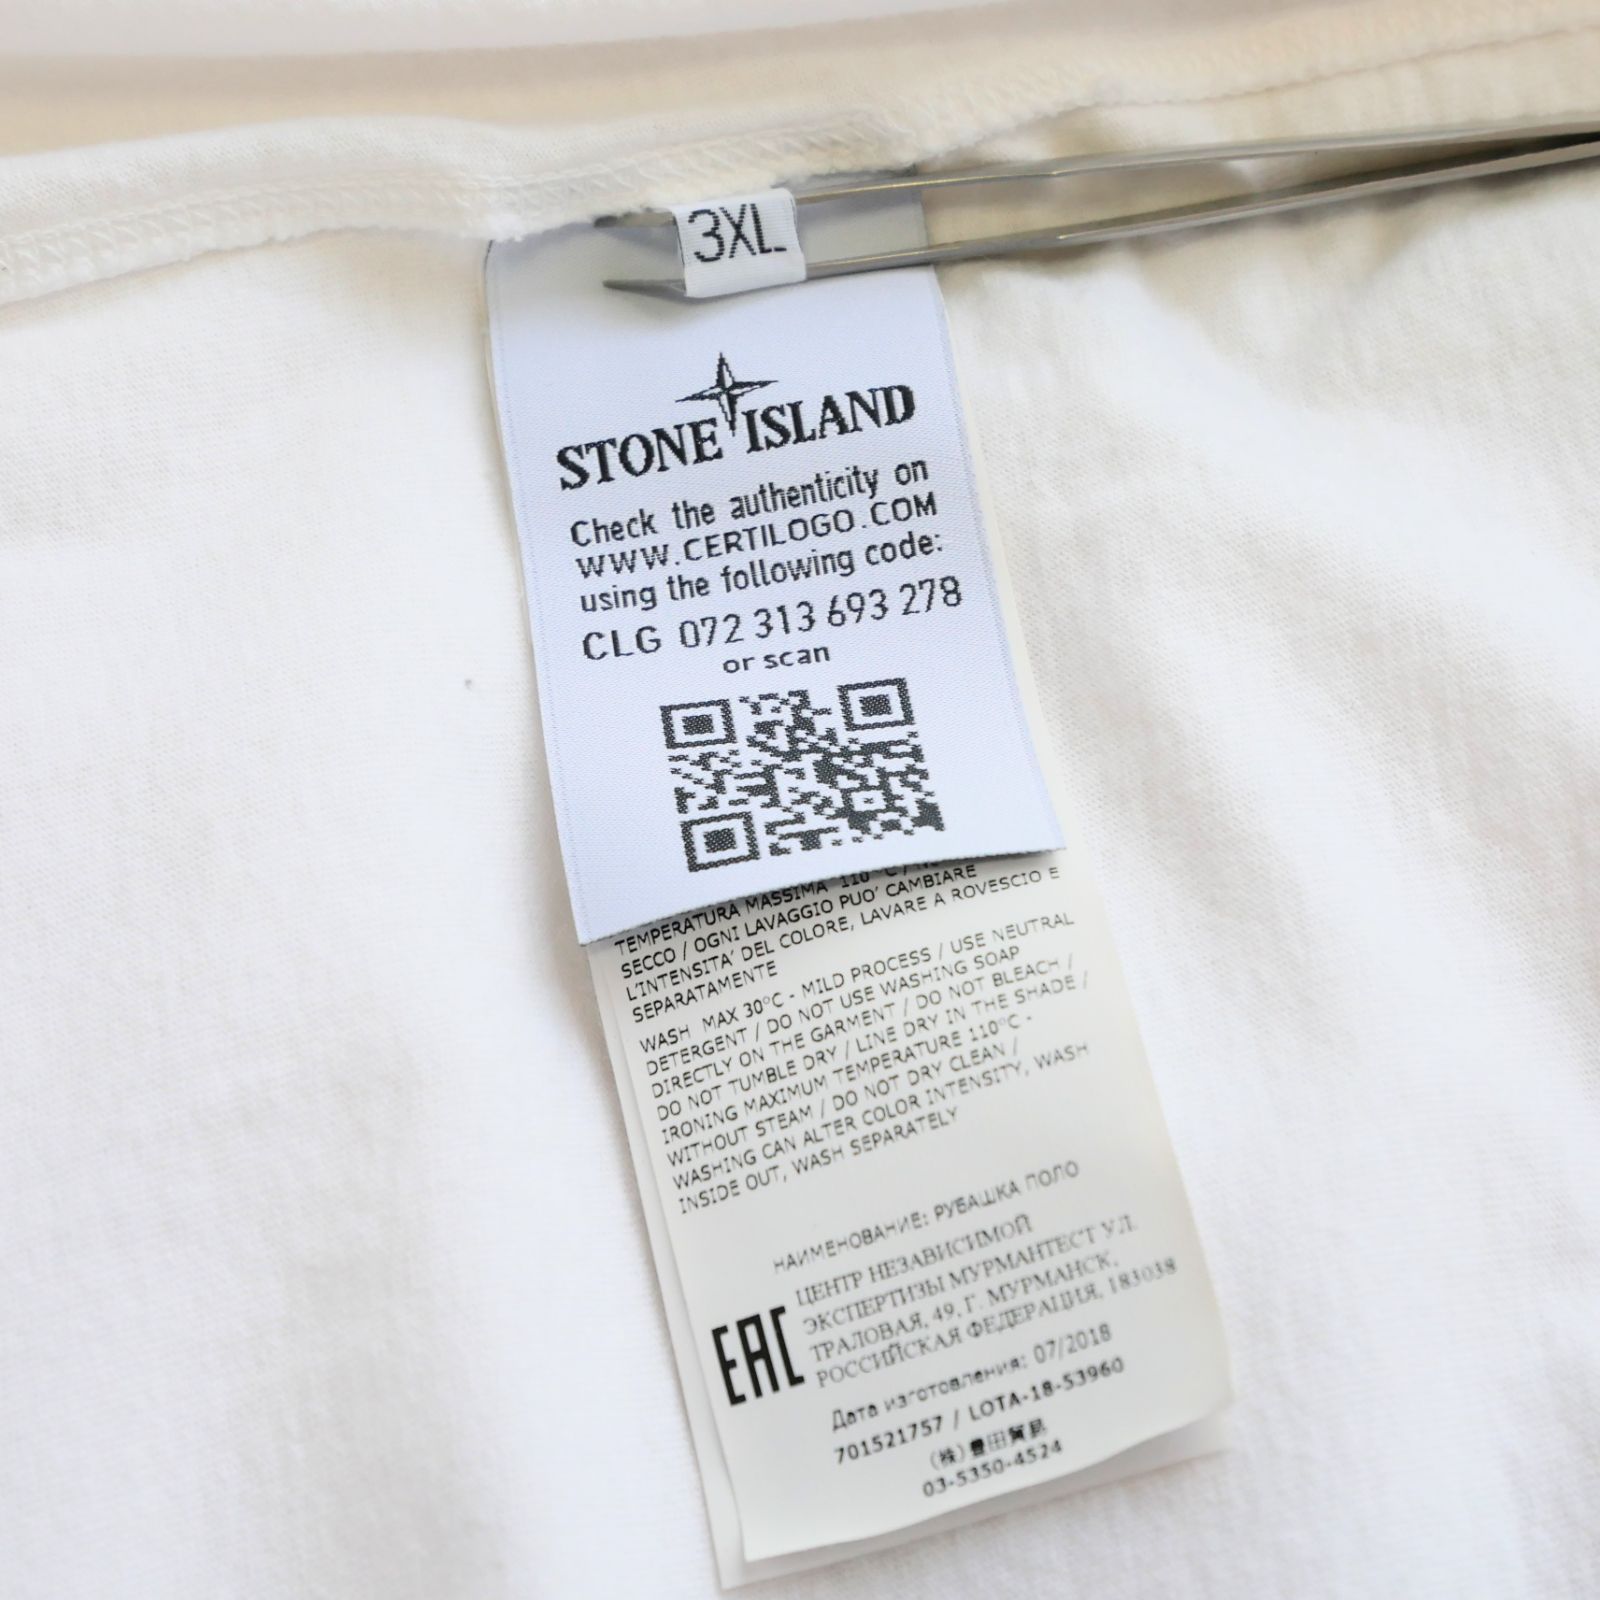 3XL
STONE ISLAND
Check the authenticity on
WWW.CERTILOGO.COM
using the following code:
CLG 072 313 693 278
or scan
TEMPERATURA MASSIMA 110°C /
SECCO / OGNI LAVAGGIO PUO' CAMBIARE
L'INTENSITA' DEL COLORE, LAVARE A ROVESCIO E
SEPARATAMENTE
WASH MAX 30°C - MILD PROCESS / USE NEUTRAL
DETERGENT / DO NOT USE WASHING SOAP
DIRECTLY ON THE GARMENT / DO NOT BLEACH /
DO NOT TUMBLE DRY / LINE DRY IN THE SHADE /
IRONING MAXIMUM TEMPERATURE 110°C -
WITHOUT STEAM / DO NOT DRY CLEAN /
WASHING CAN ALTER COLOR INTENSITY, WASH
INSIDE OUT, WASH SEPARATELY
НАИМЕНОВАНИЕ: РУБАШКА ПОЛО
ЦЕНТР НЕЗАВИСИМОЙ
ЭКСПЕРТИЗЫ МУРМАНТЕСТ УЛ.
ТРАЛОВАЯ, 49, Г. МУРМАНСК,
РОССИЙСКАЯ ФЕДЕРАЦИЯ, 183038
EAC
Дата изготовления: 07/2018
701521757 / LOTA-18-53960
(株)豊田貿易
03-5350-4524